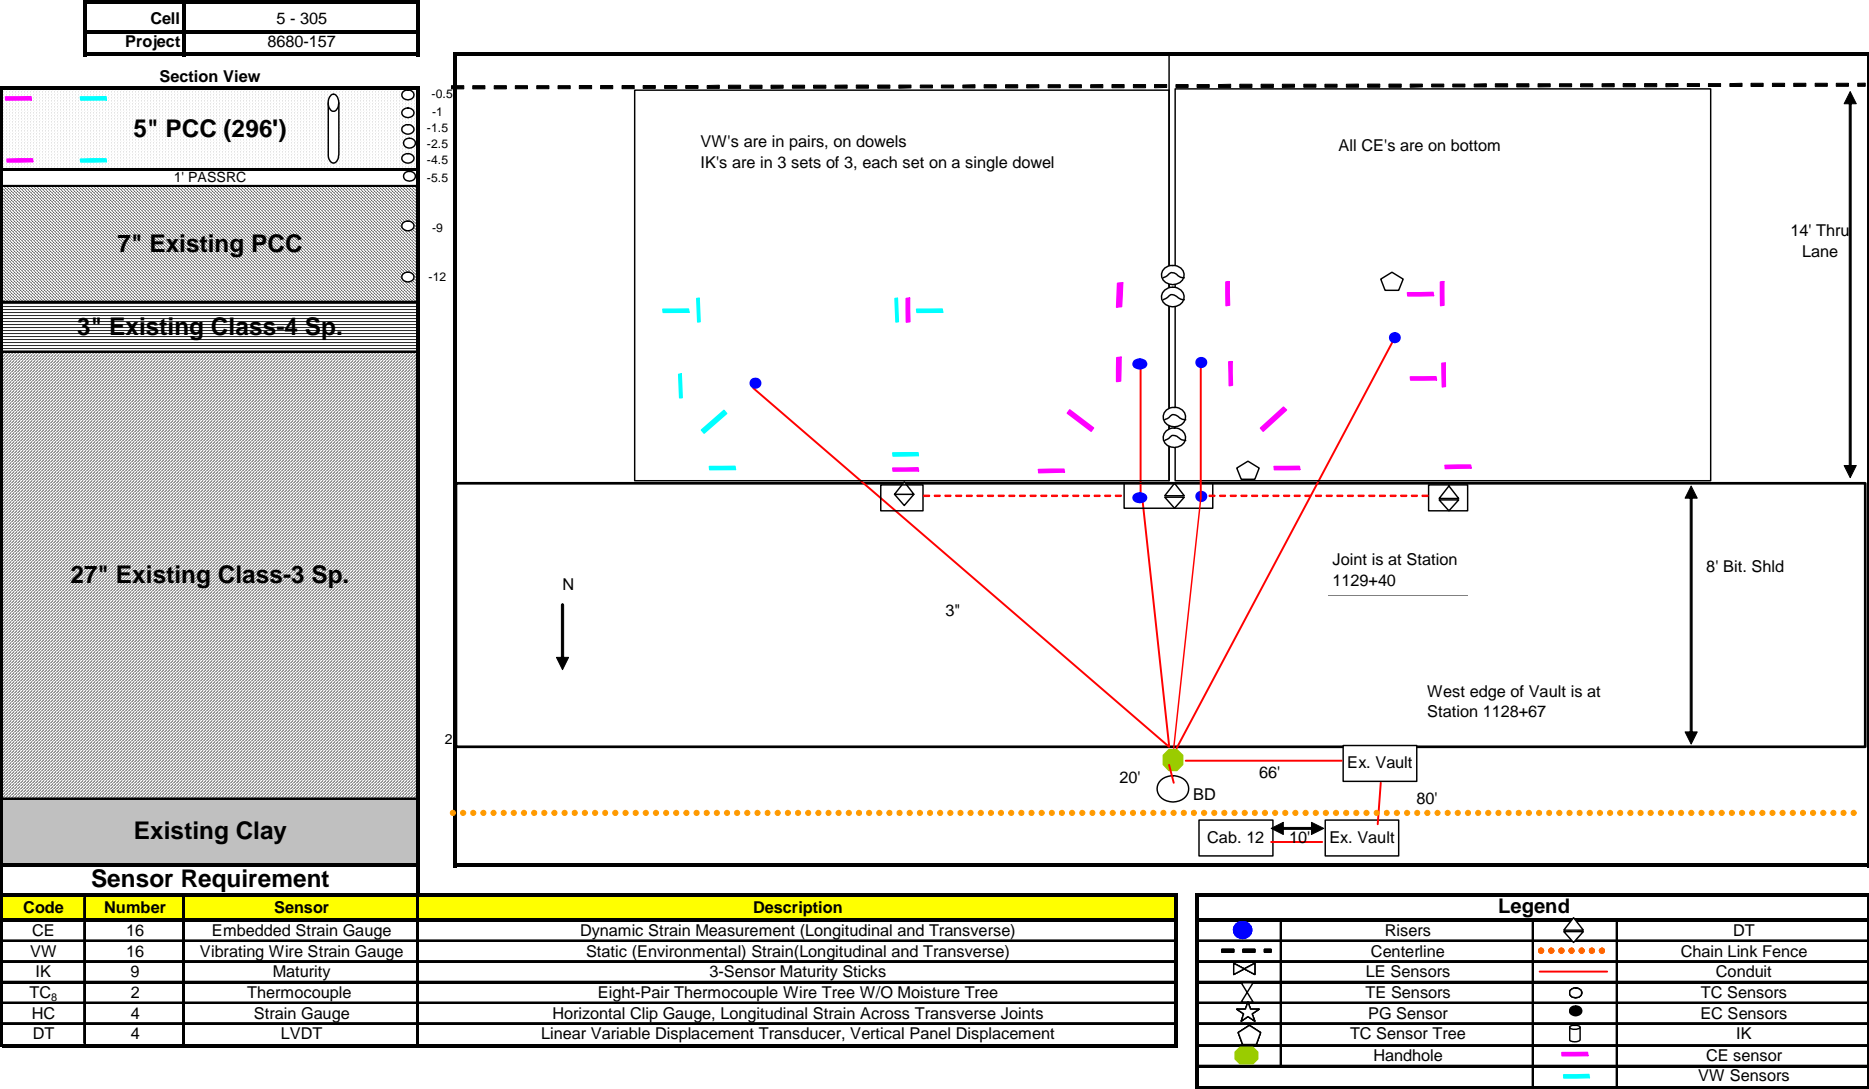 Cell 5 - 305
Project 8680-157
Section View
5" PCC (296')
1' PASSRC
7" Existing PCC
3" Existing Class-4 Sp.
27" Existing Class-3 Sp.
Existing Clay
-0.5
-1
-1.5
-2.5
-4.5
-5.5
-9
-12
2
VW's are in pairs, on dowels
IK's are in 3 sets of 3, each set on a single dowel
All CE's are on bottom
14' Thru
Lane
Joint is at Station
1129+40
8' Bit. Shld
N
3"
West edge of Vault is at
Station 1128+67
20'
BD
66'
Ex. Vault
80'
Cab. 12
10'
Ex. Vault
Sensor Requirement
Code Number Sensor Description
CE 16 Embedded Strain Gauge Dynamic Strain Measurement (Longitudinal and Transverse)
VW 16 Vibrating Wire Strain Gauge Static (Environmental) Strain(Longitudinal and Transverse)
IK 9 Maturity 3-Sensor Maturity Sticks
TC8 2 Thermocouple Eight-Pair Thermocouple Wire Tree W/O Moisture Tree
HC 4 Strain Gauge Horizontal Clip Gauge, Longitudinal Strain Across Transverse Joints
DT 4 LVDT Linear Variable Displacement Transducer, Vertical Panel Displacement
Legend
Risers DT
Centerline Chain Link Fence
LE Sensors Conduit
TE Sensors TC Sensors
PG Sensor EC Sensors
TC Sensor Tree IK
Handhole CE sensor
VW Sensors